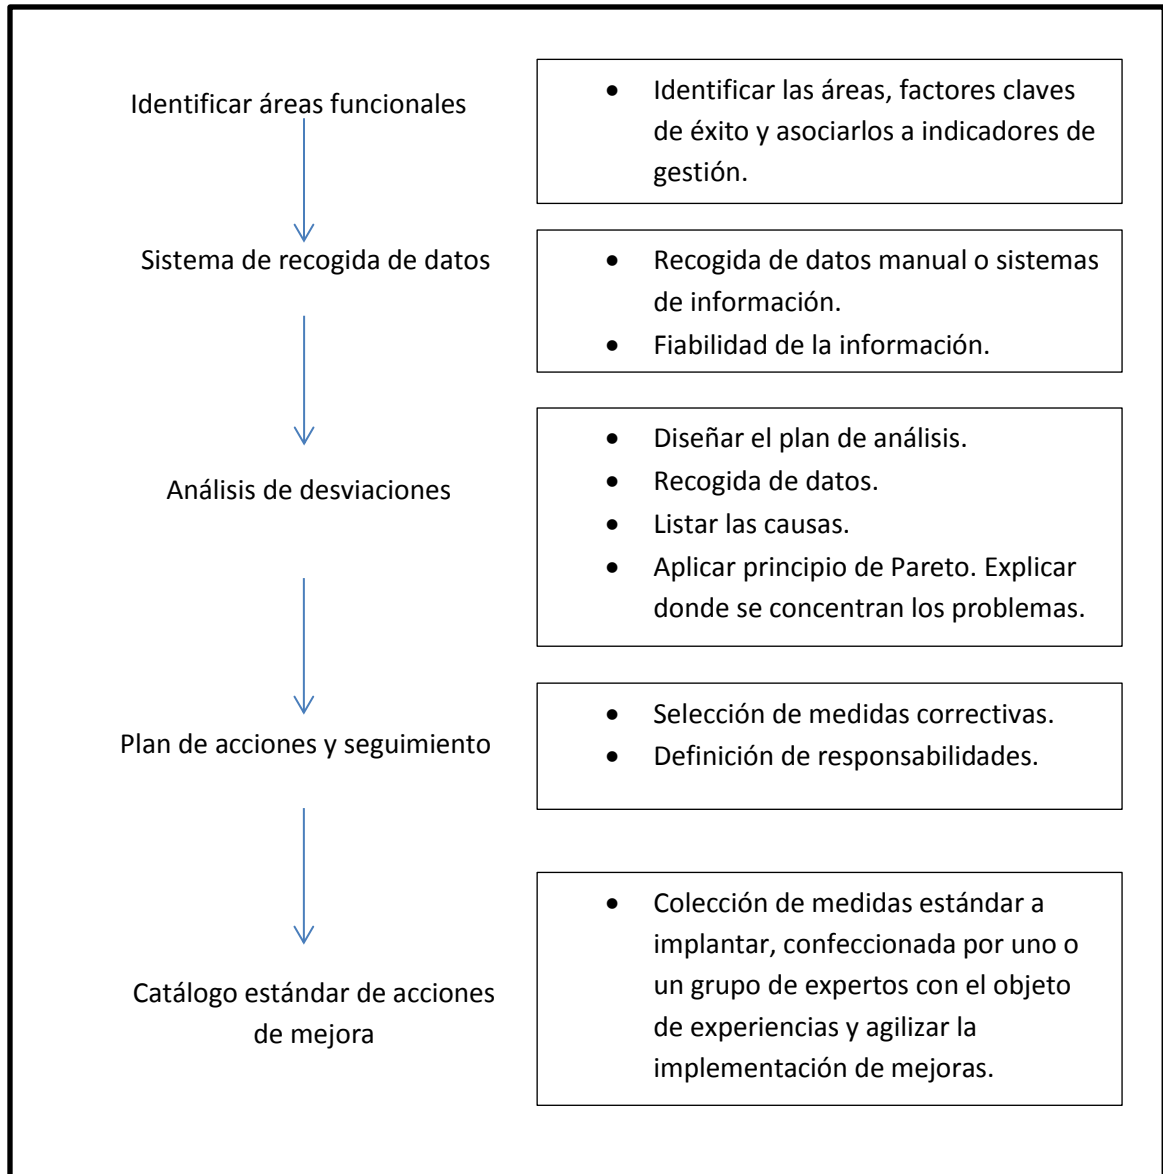 Identificar áreas funcionales
• Identificar las áreas, factores claves
de éxito y asociarlos a indicadores de
gestión.
Sistema de recogida de datos
• Recogida de datos manual o sistemas
de información.
• Fiabilidad de la información.
Análisis de desviaciones
• Diseñar el plan de análisis.
• Recogida de datos.
• Listar las causas.
• Aplicar principio de Pareto. Explicar
donde se concentran los problemas.
Plan de acciones y seguimiento
• Selección de medidas correctivas.
• Definición de responsabilidades.
Catálogo estándar de acciones
de mejora
• Colección de medidas estándar a
implantar, confeccionada por uno o
un grupo de expertos con el objeto
de experiencias y agilizar la
implementación de mejoras.